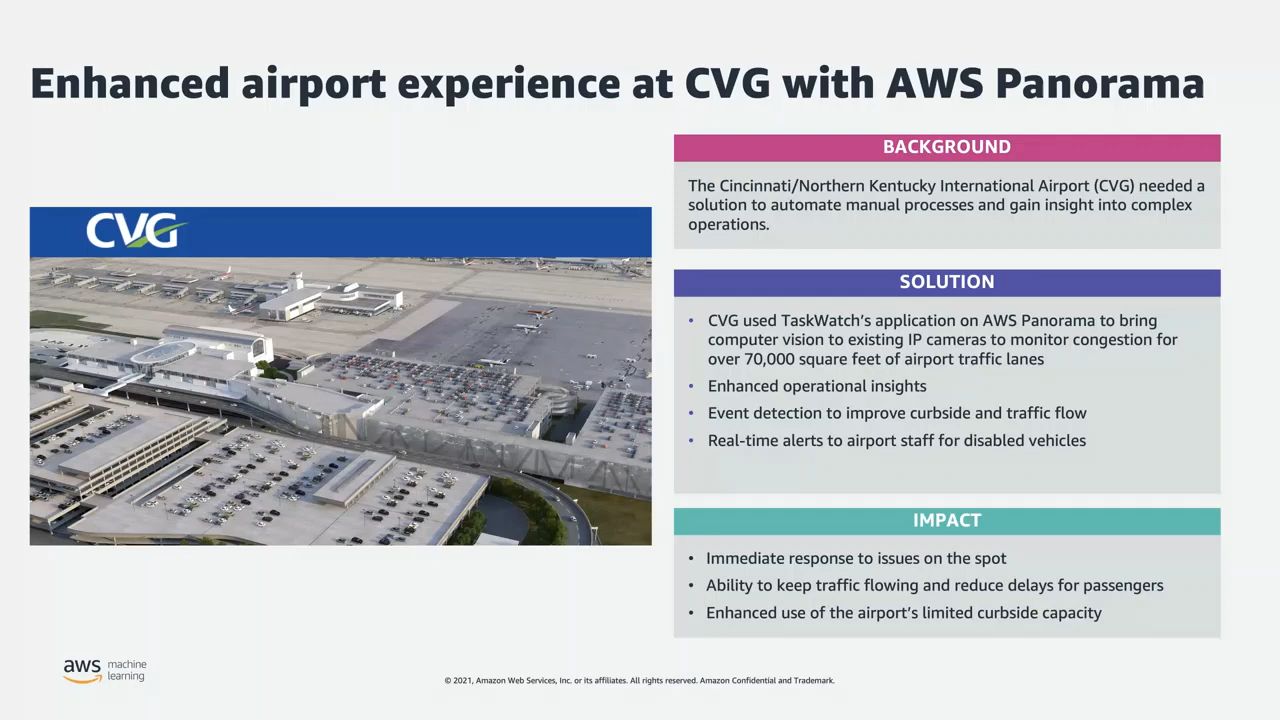 Enhanced airport experience at CVG with AWS Panorama
CVG
BACKGROUND
The Cincinnati/Northern Kentucky International Airport (CVG) needed a
solution to automate manual processes and gain insight into complex
operations.
SOLUTION
• CVG used TaskWatch’s application on AWS Panorama to bring
computer vision to existing IP cameras to monitor congestion for
over 70,000 square feet of airport traffic lanes
• Enhanced operational insights
• Event detection to improve curbside and traffic flow
• Real-time alerts to airport staff for disabled vehicles
IMPACT
• Immediate response to issues on the spot
• Ability to keep traffic flowing and reduce delays for passengers
• Enhanced use of the airport’s limited curbside capacity
aws machine
learning
© 2021, Amazon Web Services, Inc. or its affiliates. All rights reserved. Amazon Confidential and Trademark.